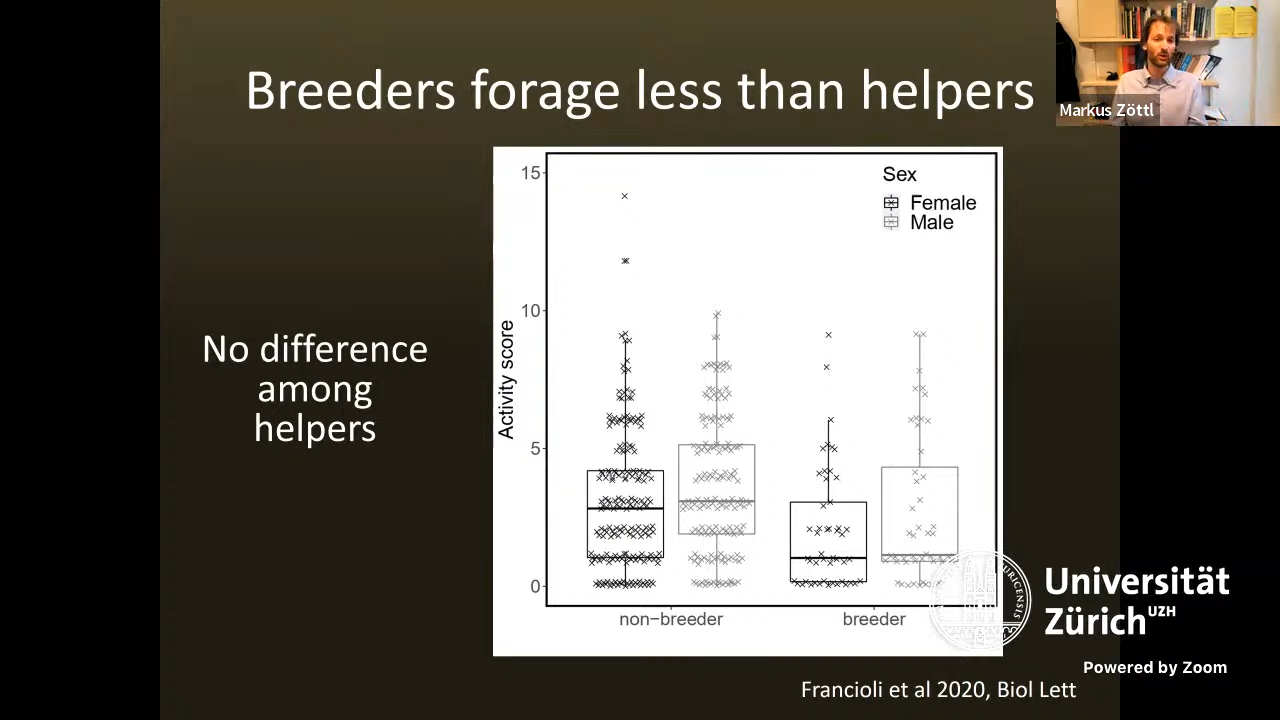 Breeders forage less than helpers
Markus Zöttl
No difference
among
helpers
15
10
5
0
Activity score
Sex
Female
Male
non-breeder
breeder
Universität
Zürich UZH
Powered by Zoom
Francioli et al 2020, Biol Lett